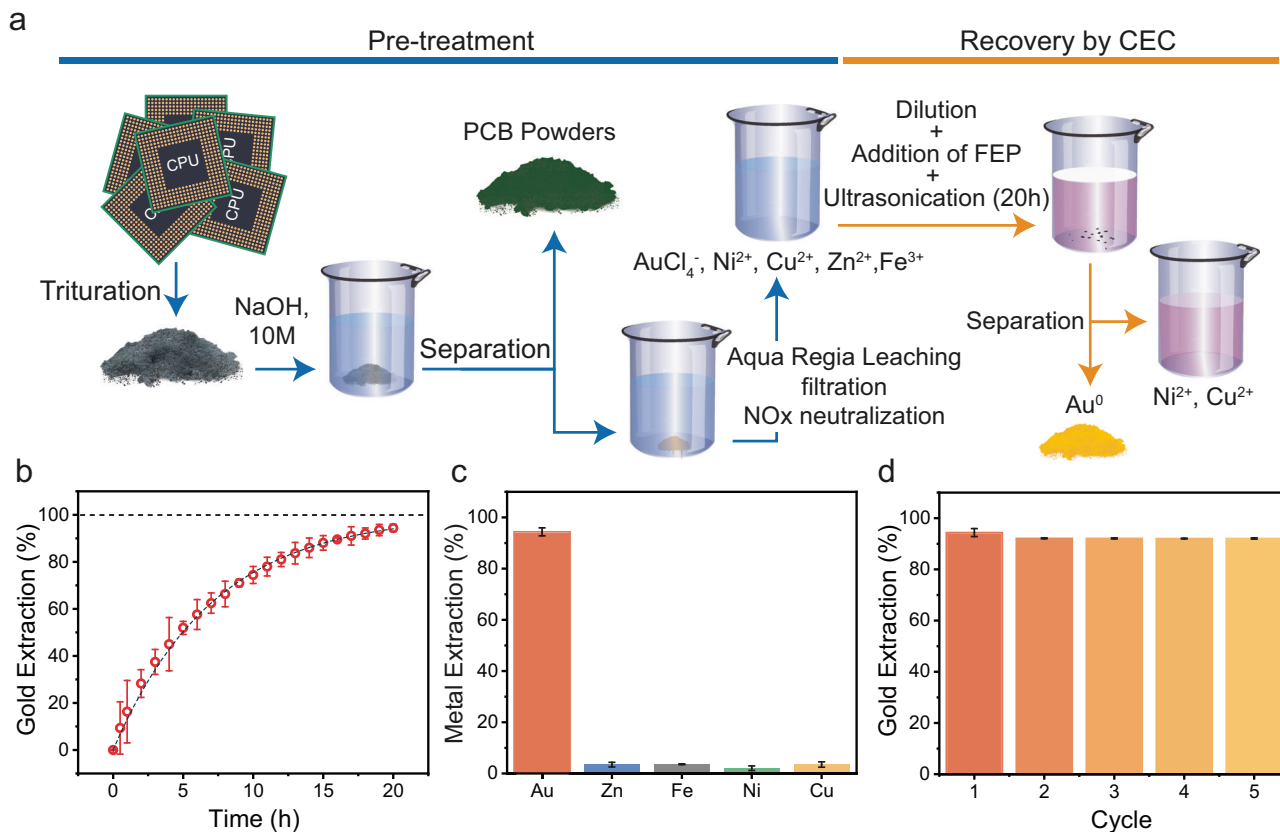 a
Pre-treatment
Recovery by CEC
CPU
CPU
CPU
PCB Powders
Dilution
+
Addition of FEP
+
Ultrasonication (20h)
Trituration
NaOH,
10M
Separation
AuCl₄⁻, Ni²⁺, Cu²⁺, Zn²⁺,Fe³⁺
Aqua Regia Leaching
filtration
NOx neutralization
Separation
Au⁰
Ni²⁺, Cu²⁺
b
Gold Extraction (%)
100
80
60
40
20
0
0
5
10
15
20
Time (h)
c
Metal Extraction (%)
100
80
60
40
20
0
Au
Zn
Fe
Ni
Cu
d
Gold Extraction (%)
100
80
60
40
20
0
1
2
3
4
5
Cycle